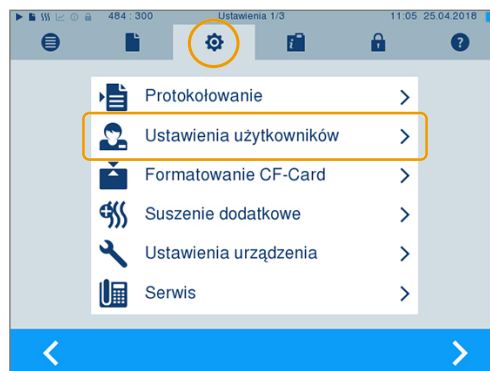 484 : 300 Ustawienia 1/3 11:05 25.04.2018
Protokołowanie
Ustawienia użytkowników
Formatowanie CF-Card
Suszenie dodatkowe
Ustawienia urządzenia
Serwis